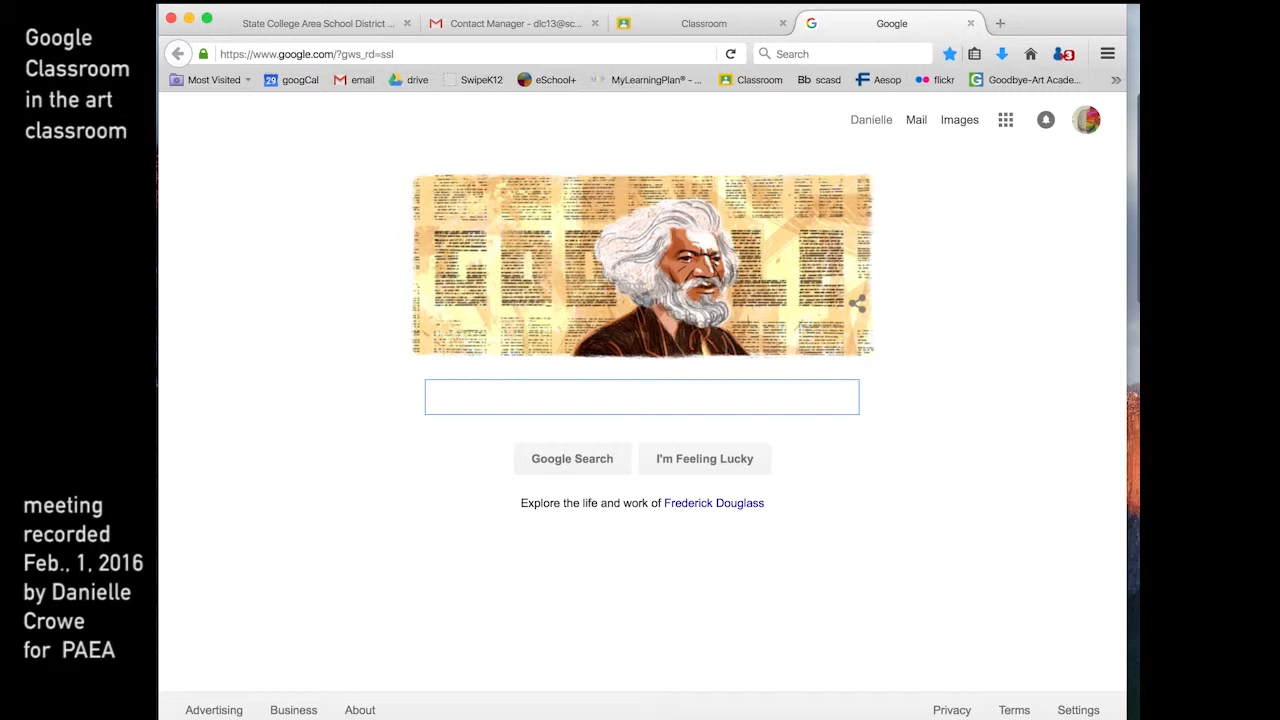 Google
Classroom
in the art
classroom
meeting
recorded
Feb., 1, 2016
by Danielle
Crowe
for PAEA
State College Area School District ...
Contact Manager - dlc13@sc...
Classroom
Google
https://www.google.com/?gws_rd=ssl
Search
3
Most Visited
29 googCal
email
drive
SwipeK12
eSchool+
MyLearningPlan® - ...
Classroom
Bb scasd
Aesop
flickr
Goodbye-Art Acade...
Danielle
Mail
Images
Google Search
I'm Feeling Lucky
Explore the life and work of Frederick Douglass
Advertising
Business
About
Privacy
Terms
Settings